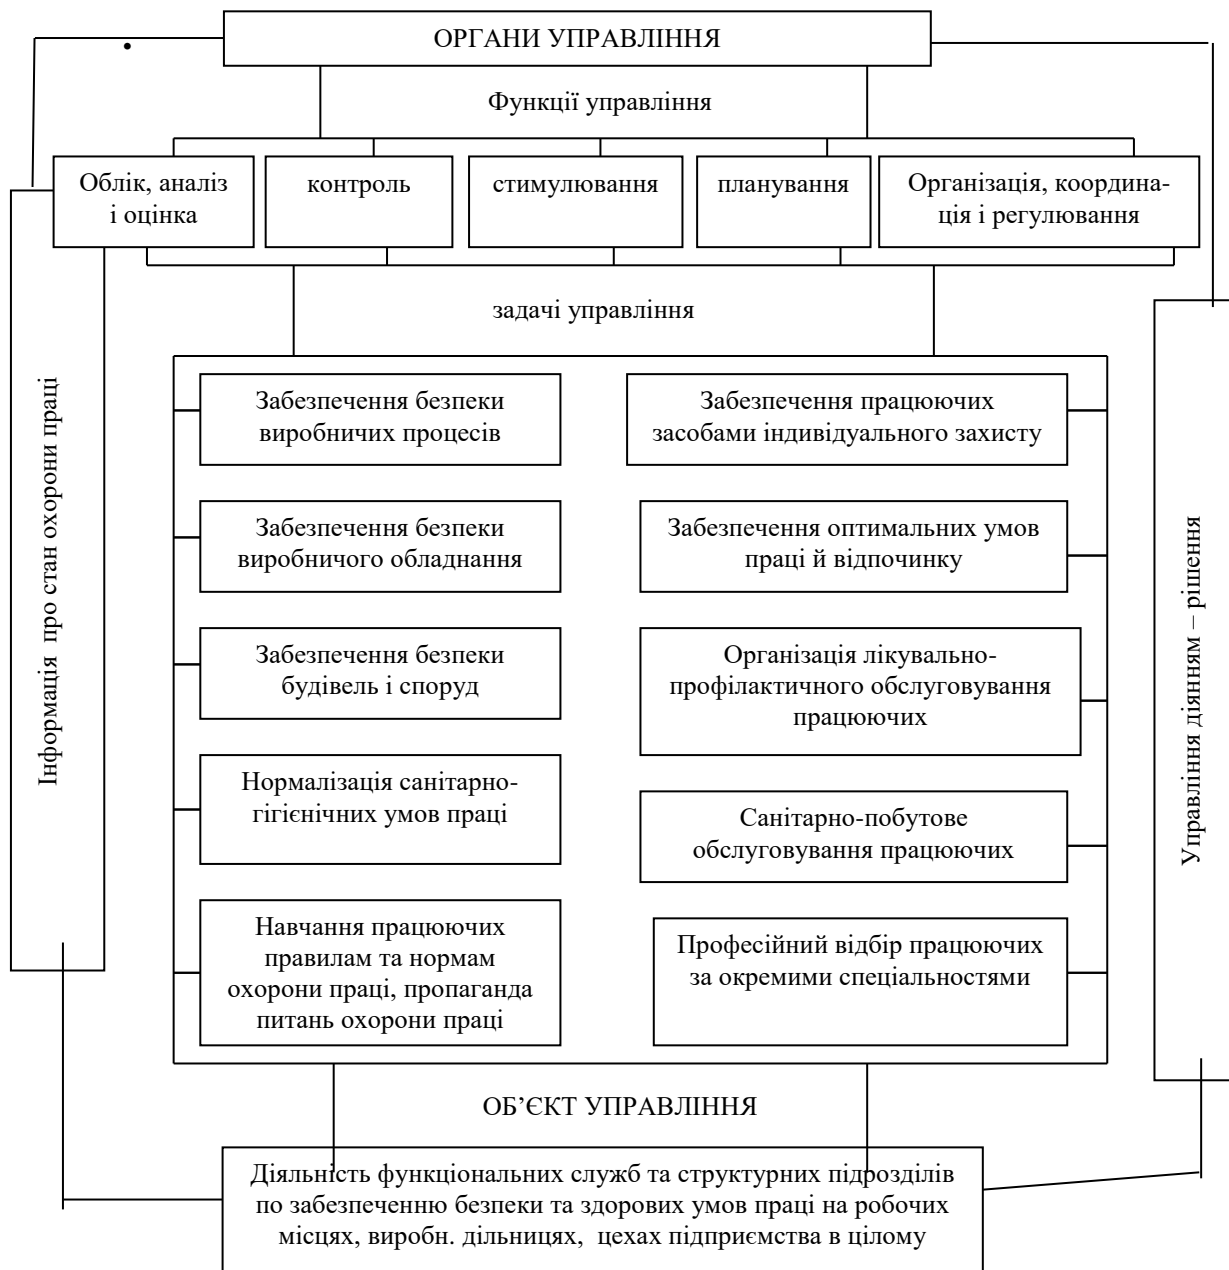 ОРГАНИ УПРАВЛІННЯ
Функції управління
Облік, аналіз
і оцінка
контроль
стимулювання
планування
Організація, координа-
ція і регулювання
задачі управління
Інформація про стан охорони праці
Забезпечення безпеки
виробничих процесів
Забезпечення працюючих
засобами індивідуального захисту
Забезпечення безпеки
виробничого обладнання
Забезпечення оптимальних умов
праці й відпочинку
Забезпечення безпеки
будівель і споруд
Організація лікувально-
профілактичного обслуговування
працюючих
Нормалізація санітарно-
гігієнічних умов праці
Санітарно-побутове
обслуговування працюючих
Навчання працюючих
правилам та нормам
охорони праці, пропаганда
питань охорони праці
Професійний відбір працюючих
за окремими спеціальностями
Управління діянням – рішення
ОБ’ЄКТ УПРАВЛІННЯ
Діяльність функціональних служб та структурних підрозділів
по забезпеченню безпеки та здорових умов праці на робочих
місцях, виробн. дільницях, цехах підприємства в цілому